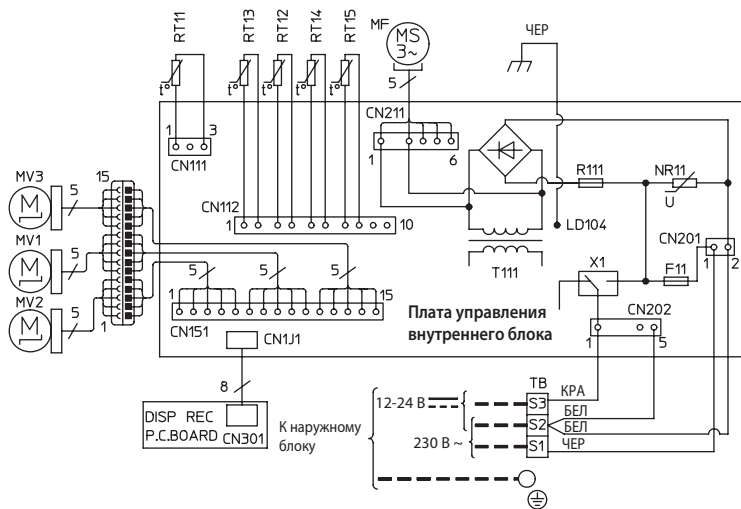 RT11 RT13 RT12 RT14 RT15
t° t° t° t° t°
MF MS 3~
ЧЕР
5
CN211
1 6
1 3
CN111
R111 NR11
U
CN112 1 10
LD104
T111
CN201
1 2
X1
F11
MV3 5 15
MV1 5
MV2 5 1
5 5 5
1 15
CN151
Плата управления
внутреннего блока
CN202
1 5
CN1J1
8
DISP REC
P.C.BOARD
CN301
К наружному
блоку
12-24 В
230 В ~
TB
S3
S2
S1
КРА
БЕЛ
БЕЛ
ЧЕР